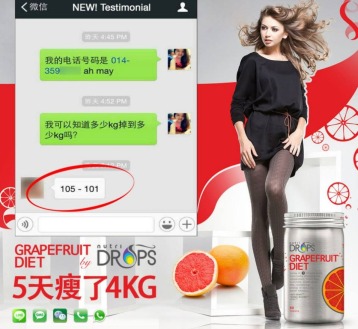 微信
NEW! Testimonial
昨天 4:45 PM
我的电话号码是 014-
359 ah may
昨天 4:52 PM
我可以知道多少kg掉到多
少kg吗?
105 - 101
GRAPEFRUIT
DIET by
nutri
DROPS
5天瘦了4KG
nutri
DROPS
GRAPEFRUIT
DIET